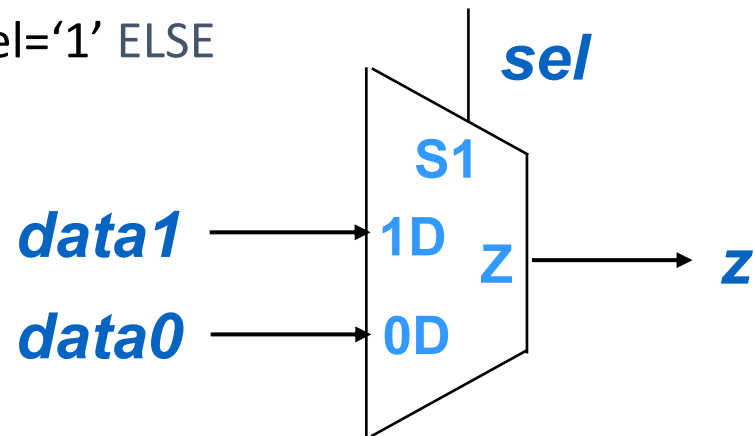 el=‘1’ ELSE
sel
S1
data1
1D
Z
z
data0
0D